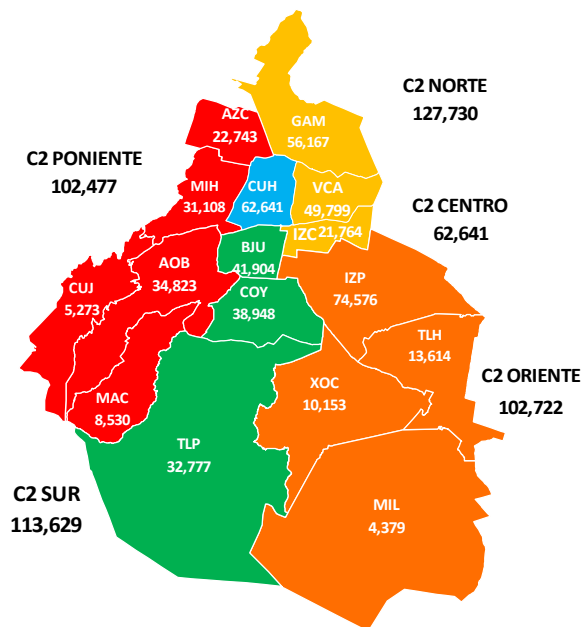 C2 NORTE
127,730
AZC
22,743
GAM
56,167
C2 PONIENTE
102,477
MIH
31,108
CUH
62,641
VCA
49,799
C2 CENTRO
62,641
IZC 21,764
BJU
41,904
AOB
34,823
CUJ
5,273
IZP
74,576
COY
38,948
TLH
13,614
XOC
10,153
C2 ORIENTE
102,722
MAC
8,530
TLP
32,777
C2 SUR
113,629
MIL
4,379